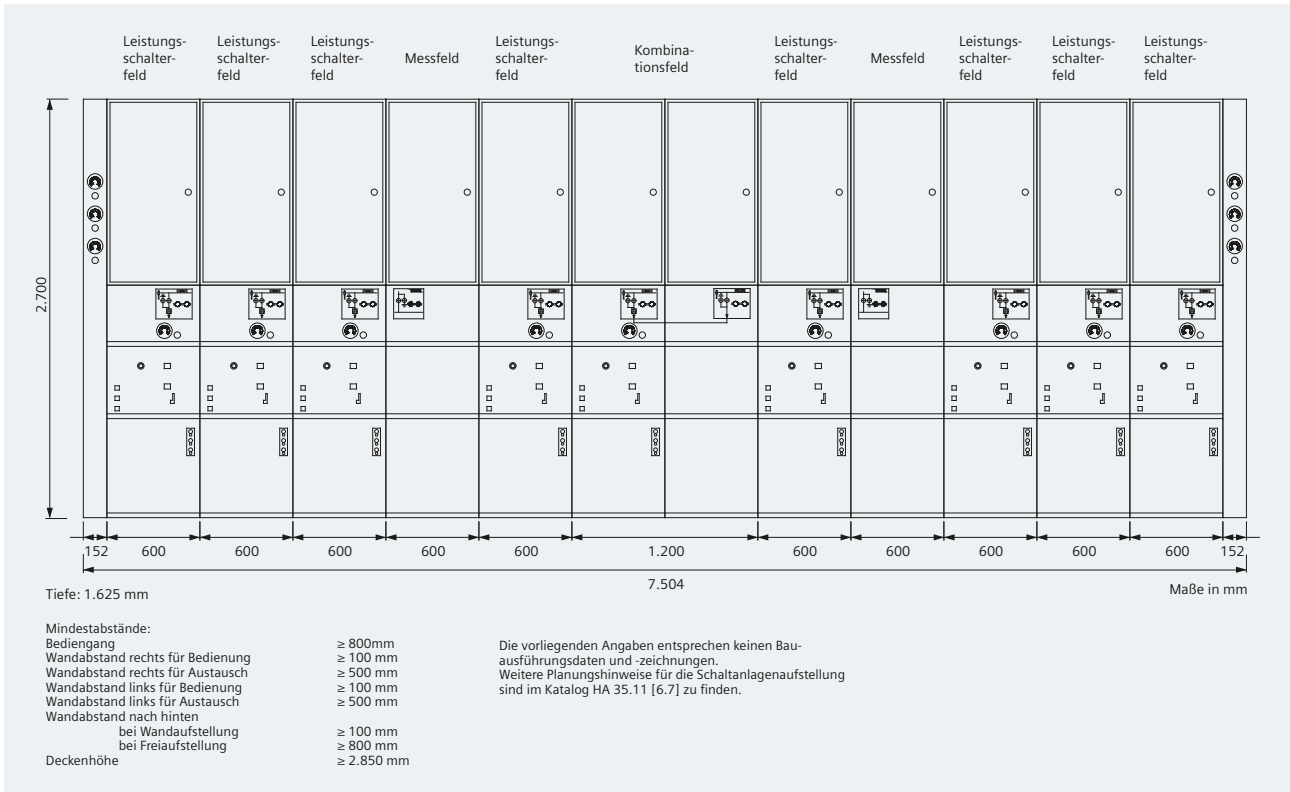 Leistungs-
schalter-
feld
Leistungs-
schalter-
feld
Leistungs-
schalter-
feld
Messfeld
Leistungs-
schalter-
feld
Kombina-
tionsfeld
Leistungs-
schalter-
feld
Messfeld
Leistungs-
schalter-
feld
Leistungs-
schalter-
feld
Leistungs-
schalter-
feld
2.700
152 600 600 600 600 600 1.200 600 600 600 600 600 152
7.504
Tiefe: 1.625 mm
Maße in mm
Mindestabstände:
Bediengang ≥ 800mm
Wandabstand rechts für Bedienung ≥ 100 mm
Wandabstand rechts für Austausch ≥ 500 mm
Wandabstand links für Bedienung ≥ 100 mm
Wandabstand links für Austausch ≥ 500 mm
Wandabstand nach hinten
bei Wandaufstellung ≥ 100 mm
bei Freiaufstellung ≥ 800 mm
Deckenhöhe ≥ 2.850 mm
Die vorliegenden Angaben entsprechen keinen Bau-
ausführungsdaten und -zeichnungen.
Weitere Planungshinweise für die Schaltanlagenaufstellung
sind im Katalog HA 35.11 [6.7] zu finden.